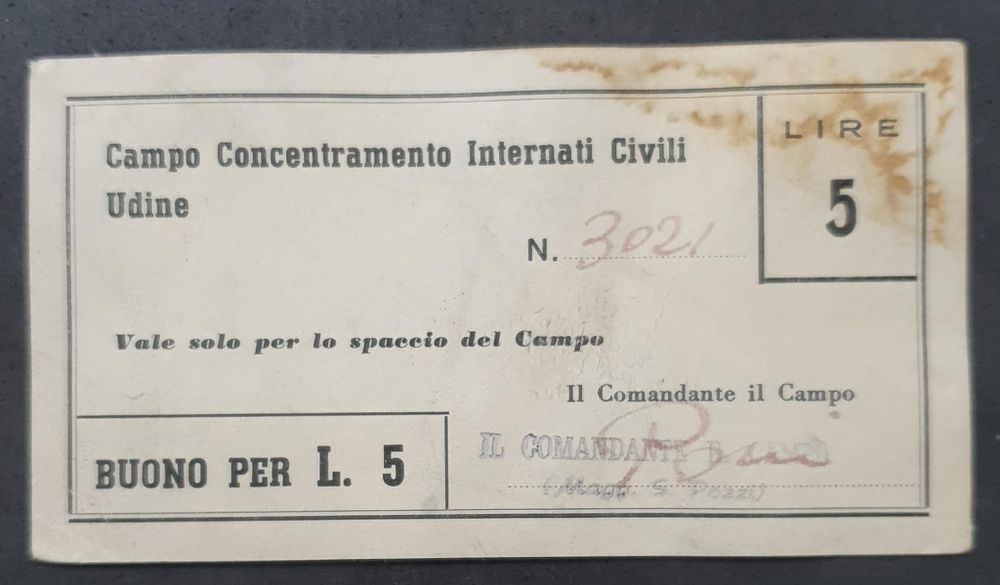 Campo Concentramento Internati Civili
Udine
LIRE
5
N. 3021
Vale solo per lo spaccio del Campo
Il Comandante il Campo
IL COMANDANTE
(Magg. S. Pozzi)
BUONO PER L. 5